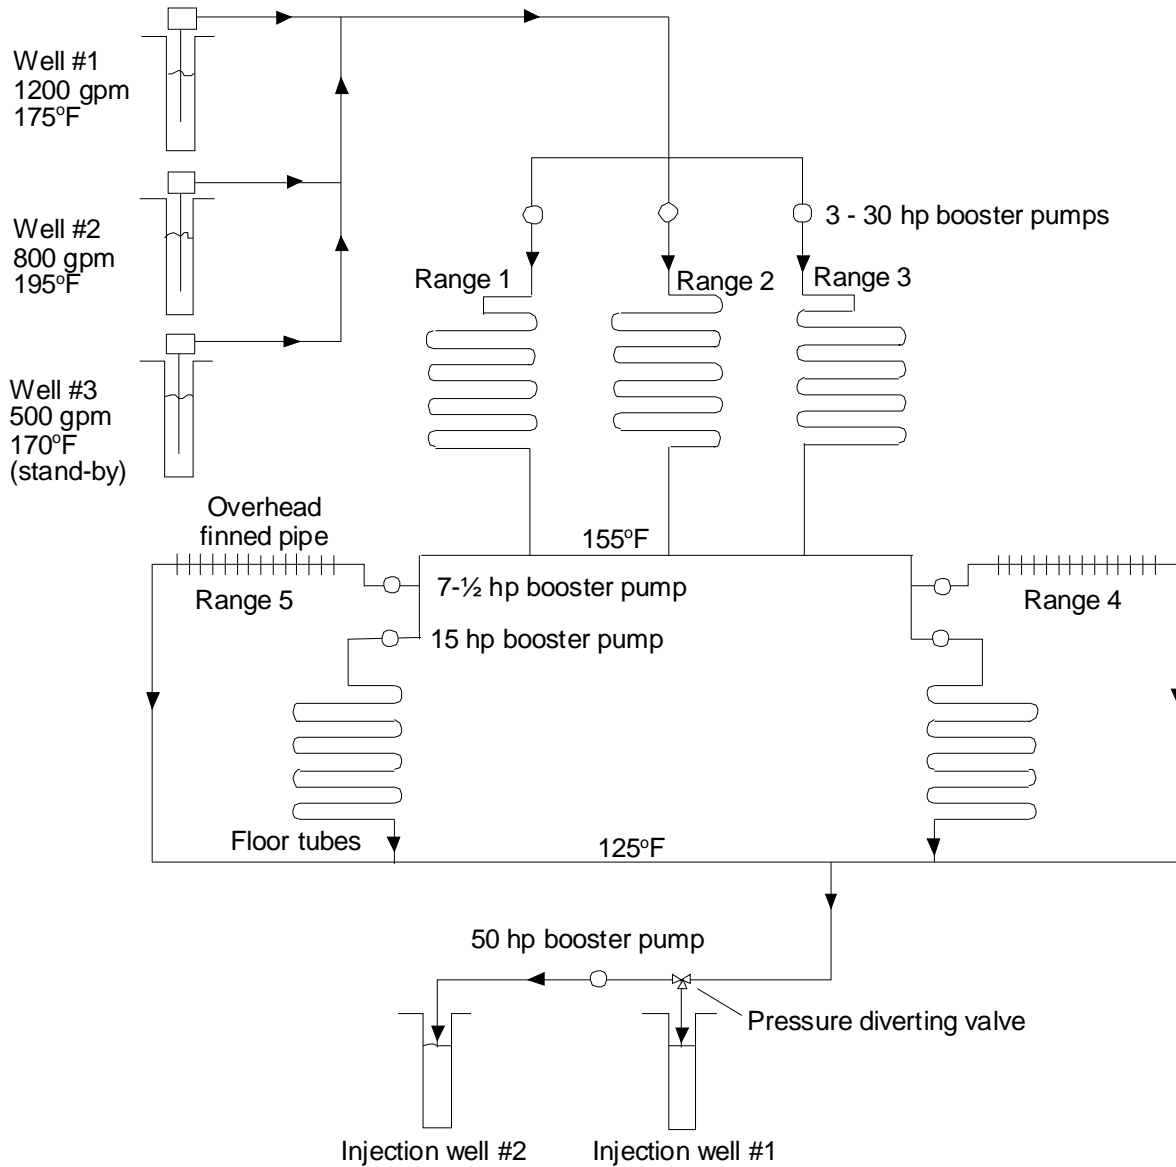 Well #1
1200 gpm
175°F
Well #2
800 gpm
195°F
Well #3
500 gpm
170°F
(stand-by)
3 - 30 hp booster pumps
Range 1
Range 2
Range 3
Overhead
finned pipe
155°F
Range 5
7-½ hp booster pump
Range 4
15 hp booster pump
Floor tubes
125°F
50 hp booster pump
Pressure diverting valve
Injection well #2
Injection well #1